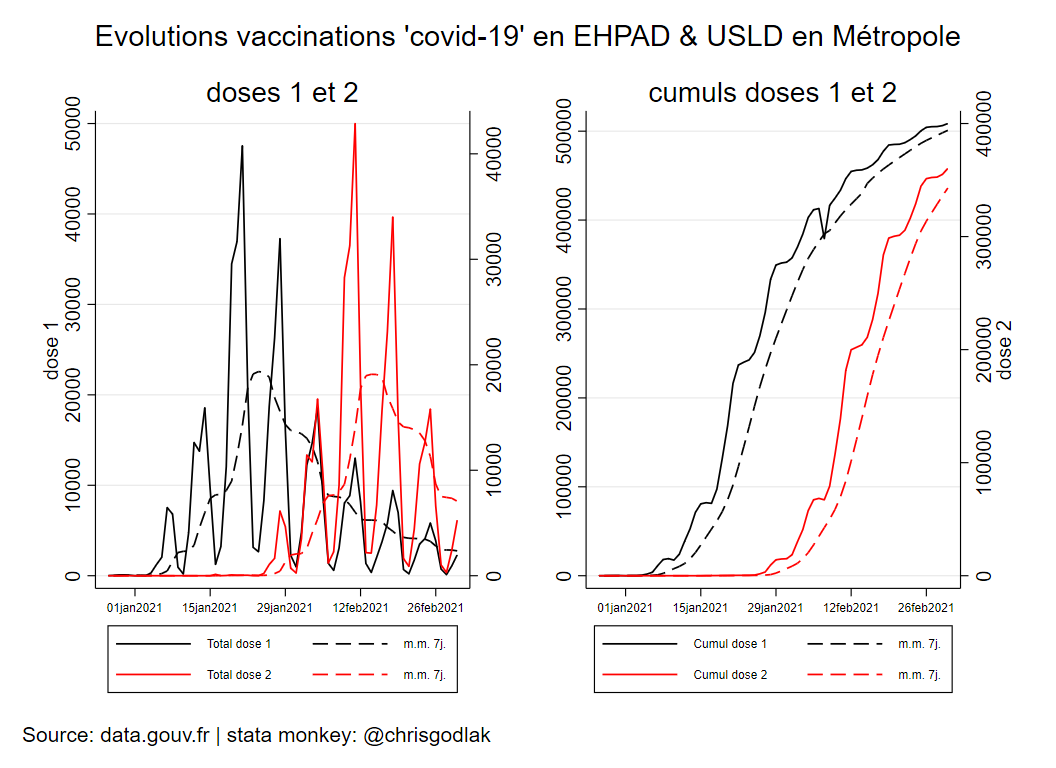 Evolutions vaccinations 'covid-19' en EHPAD & USLD en Métropole
doses 1 et 2
50000
40000
30000
20000
10000
0
dose 1
40000
30000
20000
10000
0
01jan2021 15jan2021 29jan2021 12feb2021 26feb2021
Total dose 1 m.m. 7j.
Total dose 2 m.m. 7j.
cumuls doses 1 et 2
500000
400000
300000
200000
100000
0
400000
300000
200000
100000
0
dose 2
01jan2021 15jan2021 29jan2021 12feb2021 26feb2021
Cumul dose 1 m.m. 7j.
Cumul dose 2 m.m. 7j.
Source: data.gouv.fr | stata monkey: @chrisgodlak